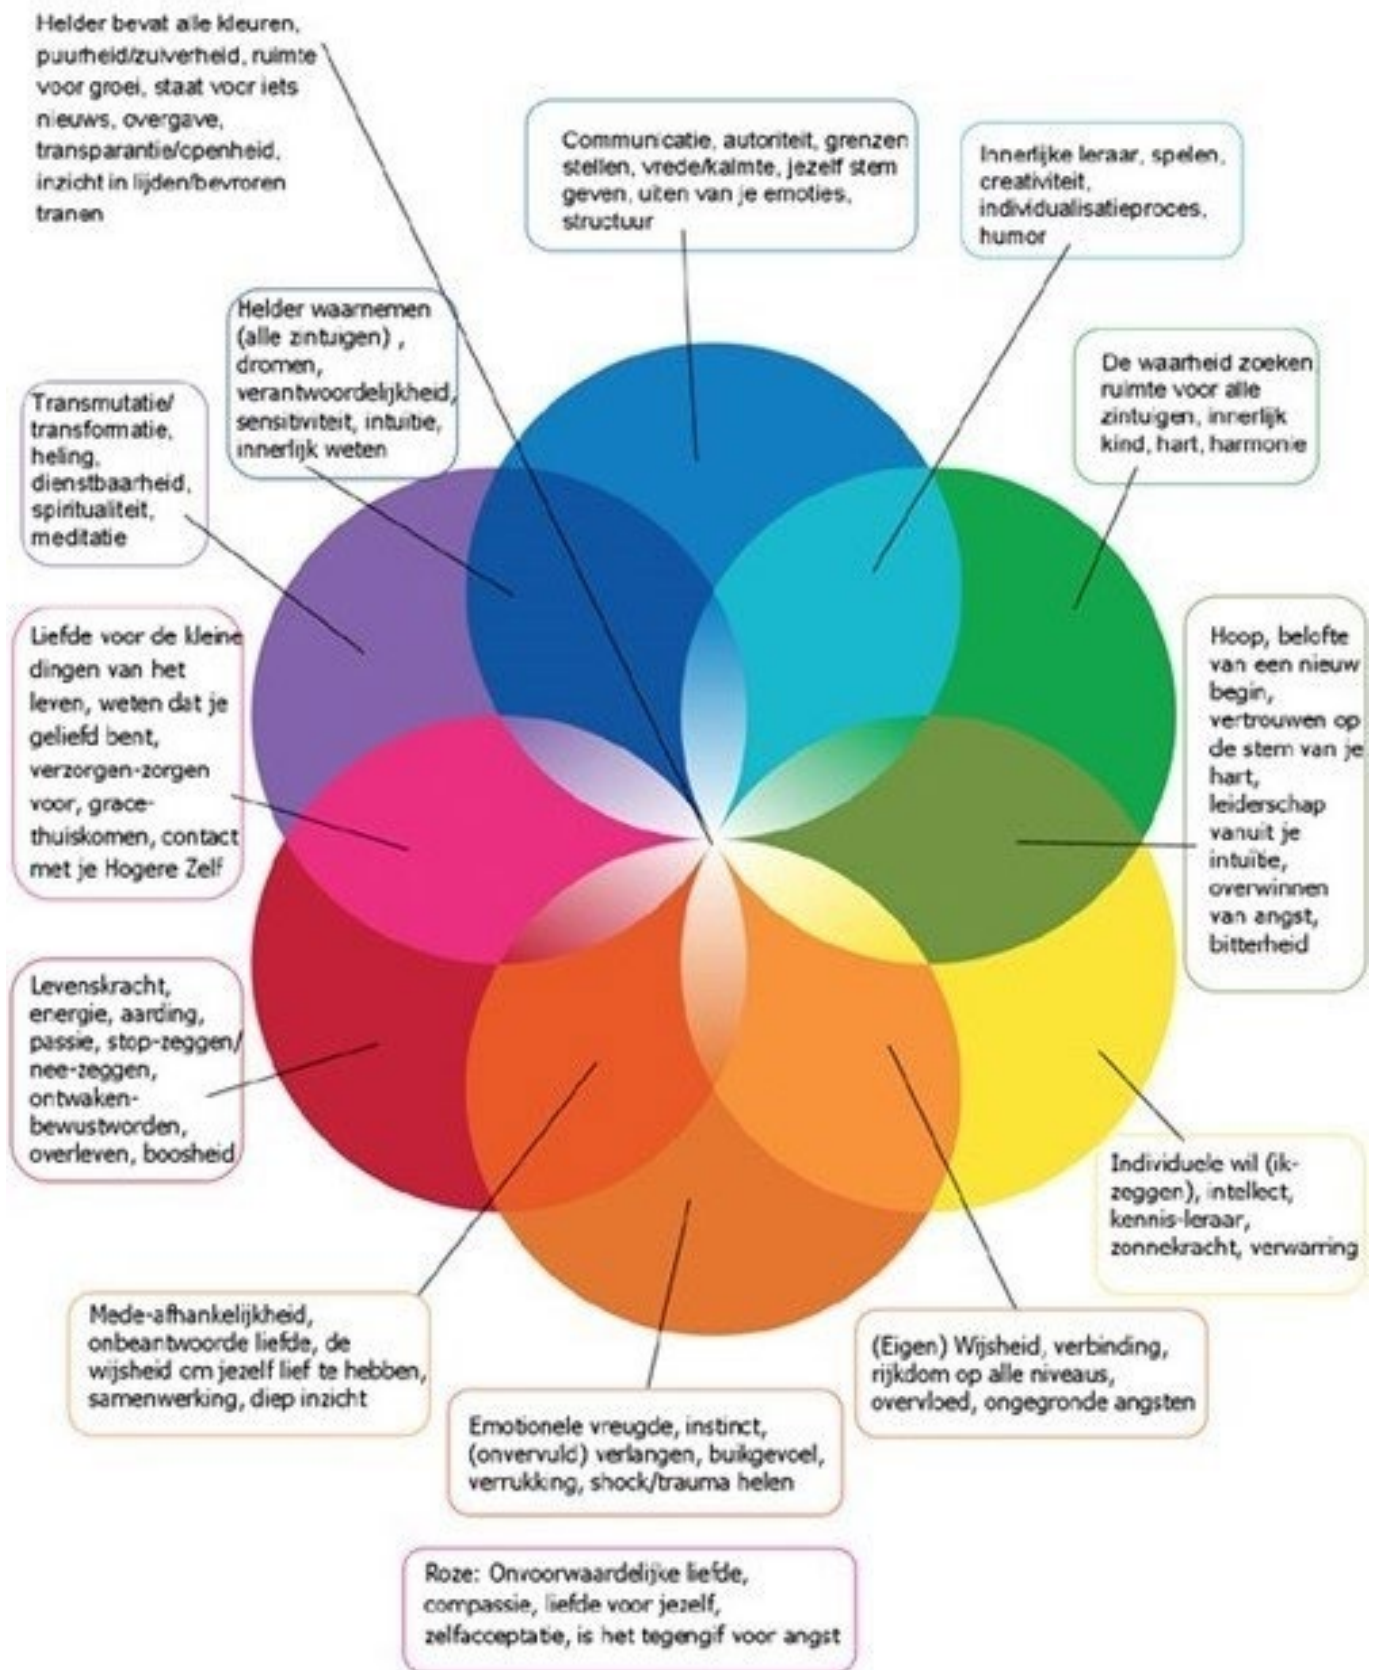 Helder bevat alle kleuren,
puurheid/zuiverheid, ruimte
voor groei, staat voor iets
nieuws, overgave,
transparantie/openheid,
inzicht in lijden/bevroren
tranen
Communicatie, autoriteit, grenzen
stellen, vrede/kalmte, jezelf stem
geven, uiten van je emoties,
structuur
Innerlijke leraar, spelen,
creativiteit,
individualisatieproces,
humor
Helder waarnemen
(alle zintuigen) ,
dromen,
verantwoordelijkheid,
sensitiviteit, intuïtie,
innerlijk weten
De waarheid zoeken
ruimte voor alle
zintuigen, innerlijk
kind, hart, harmonie
Transmutatie/
transformatie,
heling,
dienstbaarheid,
spiritualiteit,
meditatie
Liefde voor de kleine
dingen van het
leven, weten dat je
geliefd bent,
verzorgen-zorgen
voor, grace-
thuiskomen, contact
met je Hogere Zelf
Hoop, belofte
van een nieuw
begin,
vertrouwen op
de stem van je
hart,
leiderschap
vanuit je
intuïtie,
overwinnen
van angst,
bitterheid
Levenskracht,
energie, aarding,
passie, stop-zeggen/
nee-zeggen,
ontwaken-
bewustworden,
overleven, boosheid
Individuele wil (ik-
zeggen), intellect,
kennis-leraar,
zonnekracht, verwarring
Mede-afhankelijkheid,
onbeantwoorde liefde, de
wijsheid om jezelf lief te hebben,
samenwerking, diep inzicht
(Eigen) Wijsheid, verbinding,
rijkdom op alle niveaus,
overvloed, ongegronde angsten
Emotionele vreugde, instinct,
(onvervuld) verlangen, buikgevoel,
verrukking, shock/trauma helen
Roze: Onvoorwaardelijke liefde,
compassie, liefde voor jezelf,
zelfacceptatie, is het tegengif voor angst